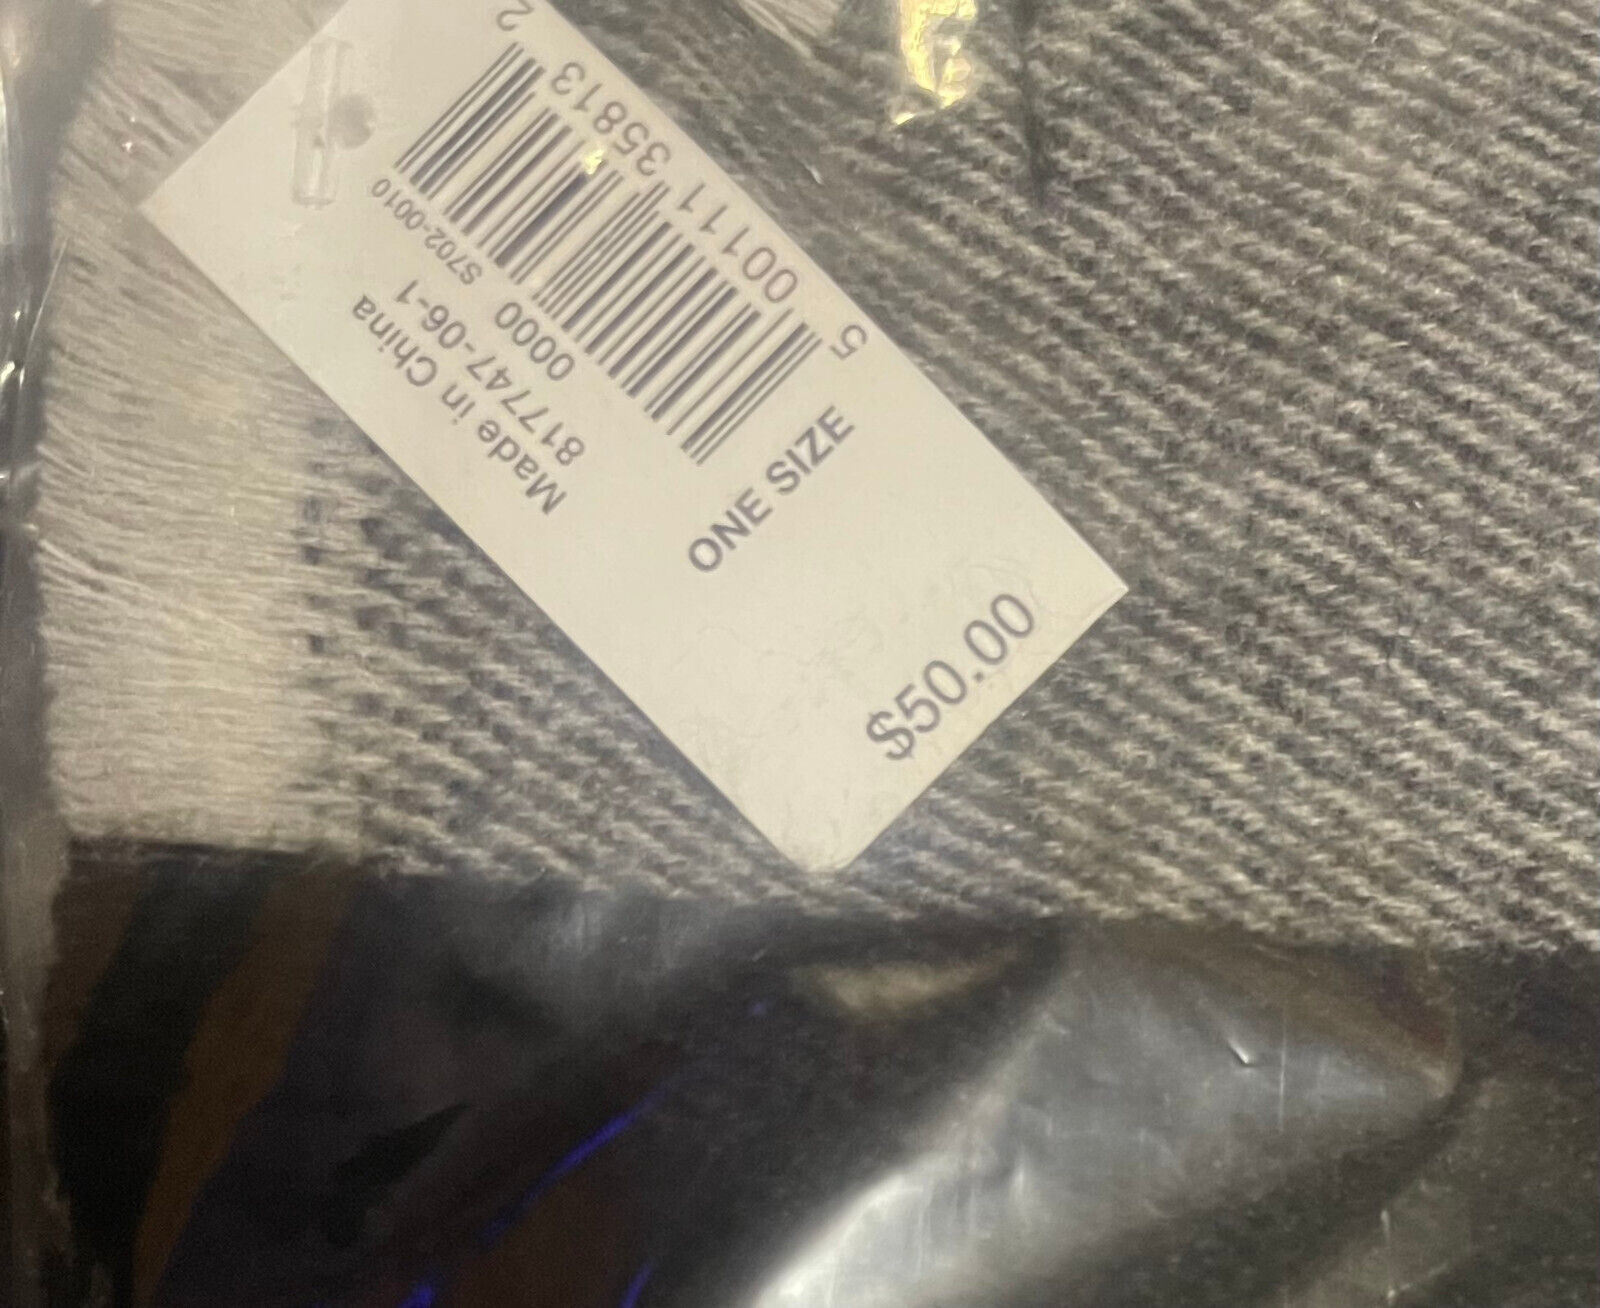 Made in China
817747-06-1
0000
S702-0010
5 00111 35813 2
ONE SIZE
$50.00